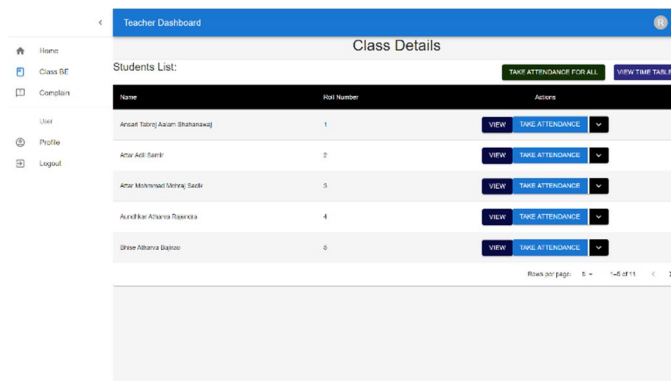 Teacher Dashboard
R
Home
Class BE
Complain
User
Profile
Logout
Class Details
Students List:
TAKE ATTENDANCE FOR ALL
VIEW TIME TABLE
Name Roll Number Actions
Ansari Tabrej Aalam Shahanawaj 1 VIEW TAKE ATTENDANCE
Attar Adil Samir 2 VIEW TAKE ATTENDANCE
Attar Mohmmad Mehraj Sadik 3 VIEW TAKE ATTENDANCE
Aundhkar Atharva Rajendra 4 VIEW TAKE ATTENDANCE
Bhise Atharva Bajirao 5 VIEW TAKE ATTENDANCE
Rows per page: 5 1–5 of 11